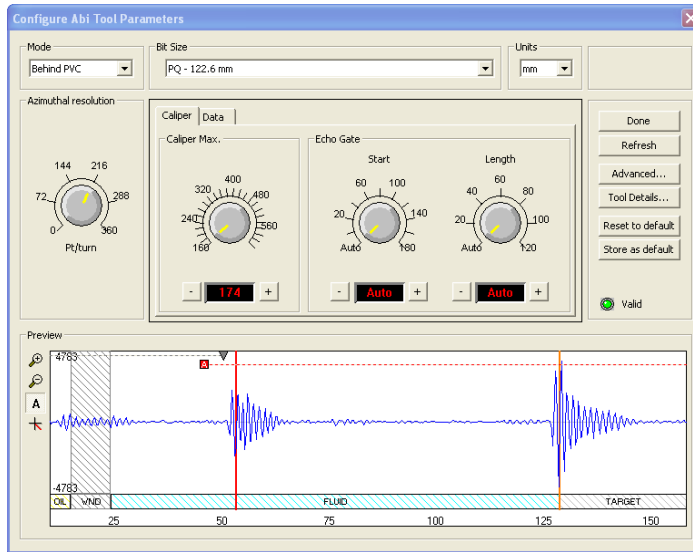 Configure Abi Tool Parameters
Mode
Bit Size
Units
Behind PVC
PQ - 122.6 mm
mm
Azimuthal resolution
144 216
72 288
0 360
Pt/turn
Caliper Data
Caliper Max.
400
320 480
240 560
160
- 174 +
Echo Gate
Start
60 100
20 140
Auto 180
- Auto +
Length
60
40 80
20 100
Auto 120
- Auto +
Done
Refresh
Advanced...
Tool Details...
Reset to default
Store as default
Valid
Preview
4783
A
A
-4783
OIL WND FLUID TARGET
25 50 75 100 125 150